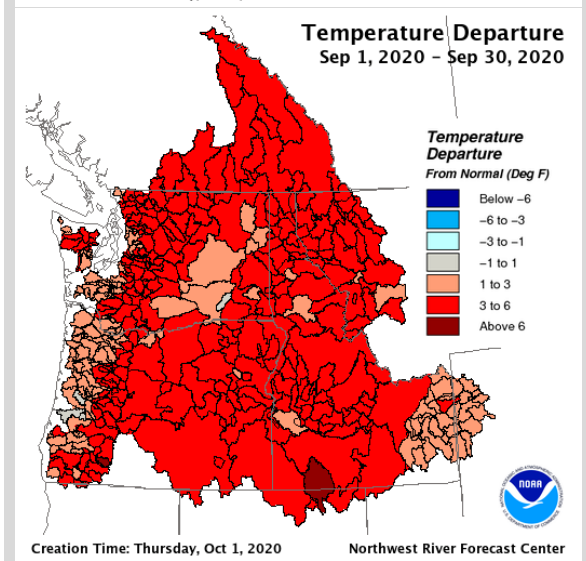 Temperature Departure
Sep 1, 2020 – Sep 30, 2020
Temperature
Departure
From Normal (Deg F)
Below −6
−6 to −3
−3 to −1
−1 to 1
1 to 3
3 to 6
Above 6
NOAA
Creation Time: Thursday, Oct 1, 2020
Northwest River Forecast Center